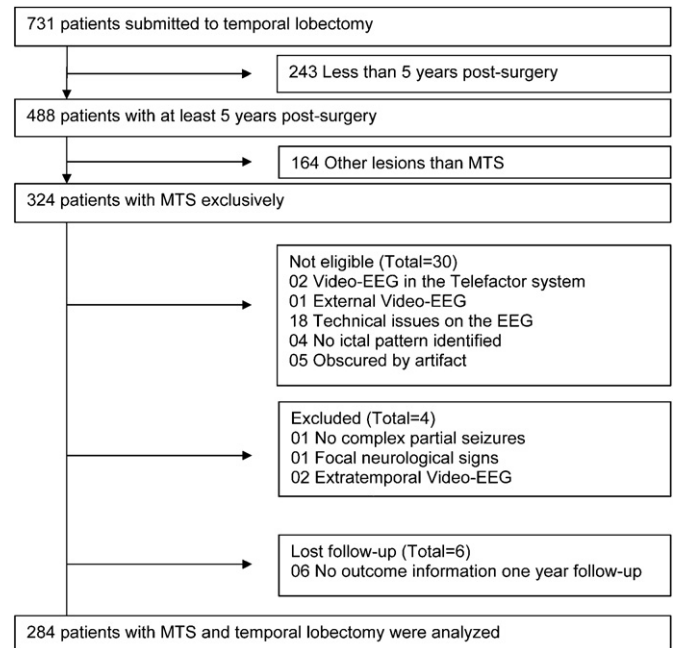 731 patients submitted to temporal lobectomy
243 Less than 5 years post-surgery
488 patients with at least 5 years post-surgery
164 Other lesions than MTS
324 patients with MTS exclusively
Not eligible (Total=30)
02 Video-EEG in the Telefactor system
01 External Video-EEG
18 Technical issues on the EEG
04 No ictal pattern identified
05 Obscured by artifact
Excluded (Total=4)
01 No complex partial seizures
01 Focal neurological signs
02 Extratemporal Video-EEG
Lost follow-up (Total=6)
06 No outcome information one year follow-up
284 patients with MTS and temporal lobectomy were analyzed